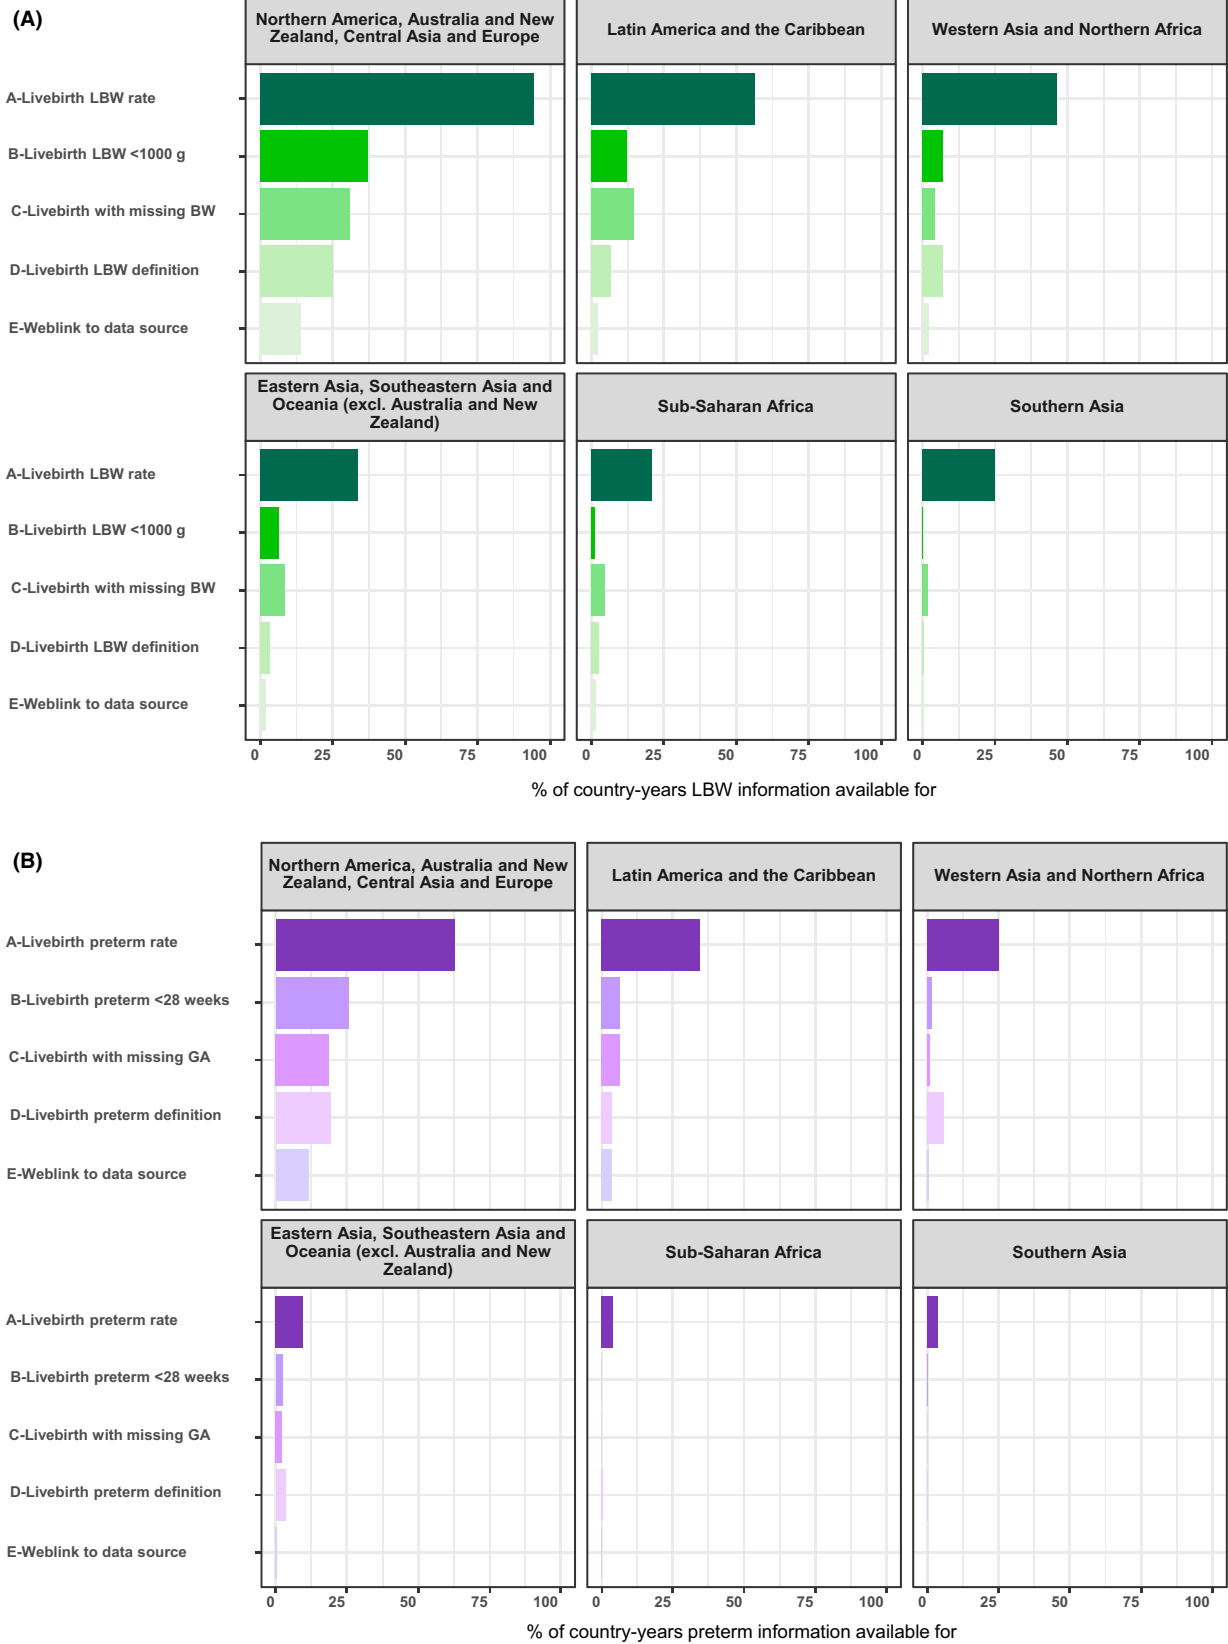 (A)
Northern America, Australia and New
Zealand, Central Asia and Europe
Latin America and the Caribbean
Western Asia and Northern Africa
A-Livebirth LBW rate
B-Livebirth LBW <1000 g
C-Livebirth with missing BW
D-Livebirth LBW definition
E-Weblink to data source
Eastern Asia, Southeastern Asia and
Oceania (excl. Australia and New
Zealand)
Sub-Saharan Africa
Southern Asia
A-Livebirth LBW rate
B-Livebirth LBW <1000 g
C-Livebirth with missing BW
D-Livebirth LBW definition
E-Weblink to data source
0 25 50 75 100
0 25 50 75 100
0 25 50 75 100
% of country-years LBW information available for
(B)
Northern America, Australia and New
Zealand, Central Asia and Europe
Latin America and the Caribbean
Western Asia and Northern Africa
A-Livebirth preterm rate
B-Livebirth preterm <28 weeks
C-Livebirth with missing GA
D-Livebirth preterm definition
E-Weblink to data source
Eastern Asia, Southeastern Asia and
Oceania (excl. Australia and New
Zealand)
Sub-Saharan Africa
Southern Asia
A-Livebirth preterm rate
B-Livebirth preterm <28 weeks
C-Livebirth with missing GA
D-Livebirth preterm definition
E-Weblink to data source
0 25 50 75 100
0 25 50 75 100
0 25 50 75 100
% of country-years preterm information available for